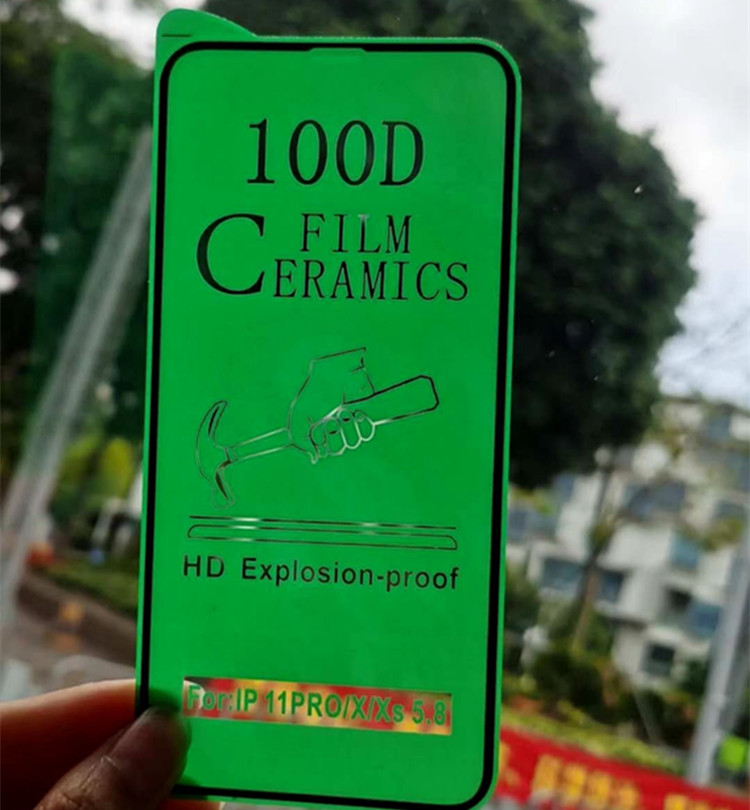 100D
FILM
CERAMICS
HD Explosion-proof
For:IP 11PRO/X/Xs 5.8